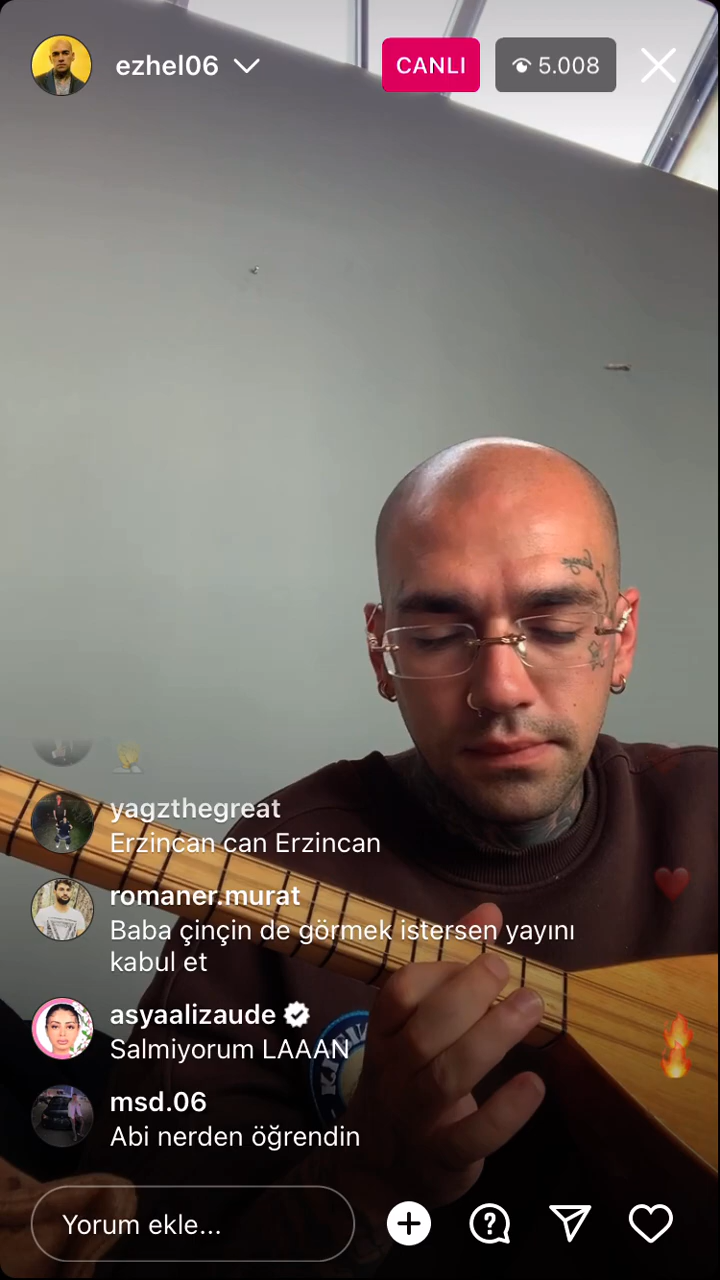 ezhel06
CANLI
5.008
yagzthegreat
Erzincan can Erzincan
romaner.murat
Baba çinçin de görmek istersen yayını
kabul et
asyaalizaude
Salmiyorum LAAAN
msd.06
Abi nerden öğrendin
Yorum ekle...